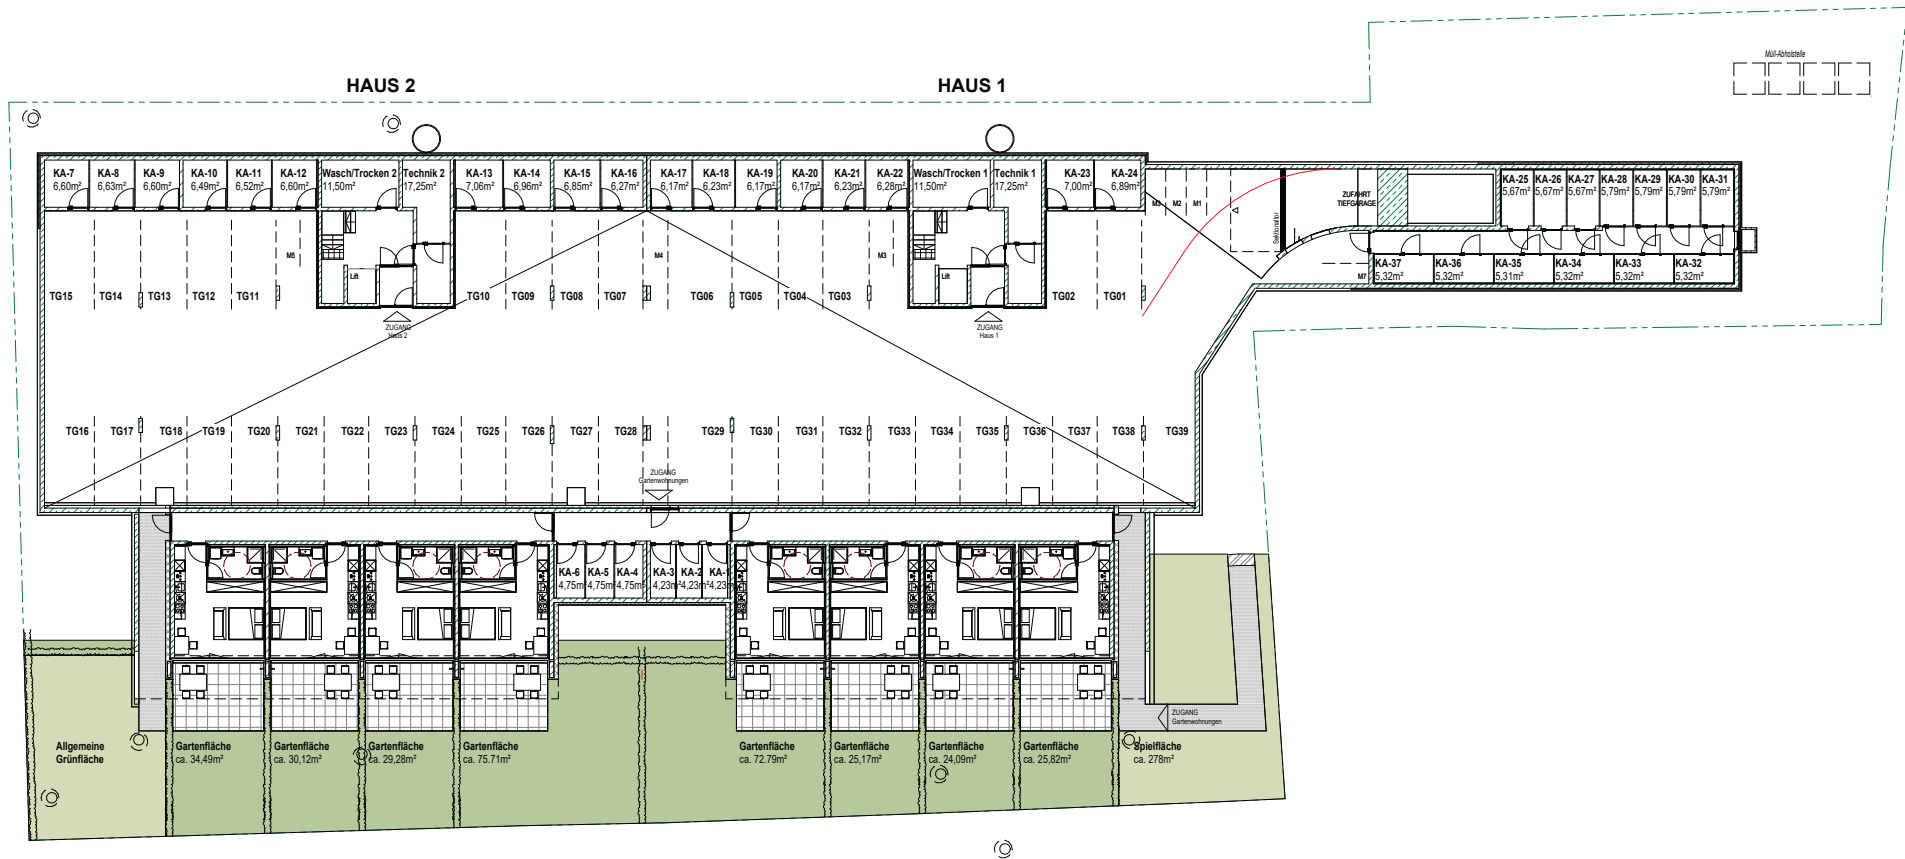 Müll-Abholstelle
HAUS 2
HAUS 1
KA-7
6,60m²
KA-8
6,63m²
KA-9
6,60m²
KA-10
6,49m²
KA-11
6,52m²
KA-12
6,60m²
Wasch/Trocken 2
11,50m²
Technik 2
17,25m²
KA-13
7,06m²
KA-14
6,96m²
KA-15
6,85m²
KA-16
6,27m²
KA-17
6,17m²
KA-18
6,23m²
KA-19
6,17m²
KA-20
6,17m²
KA-21
6,23m²
KA-22
6,28m²
Wasch/Trocken 1
11,50m²
Technik 1
17,25m²
KA-23
7,00m²
KA-24
6,89m²
M3
M2
M1
Sektionaltor
ZUFAHRT
TIEFGARAGE
KA-25
5,67m²
KA-26
5,67m²
KA-27
5,67m²
KA-28
5,79m²
KA-29
5,79m²
KA-30
5,79m²
KA-31
5,79m²
M5
M4
M3
M7
KA-37
5,32m²
KA-36
5,32m²
KA-35
5,31m²
KA-34
5,32m²
KA-33
5,32m²
KA-32
5,32m²
Lift
Lift
TG15
TG14
TG13
TG12
TG11
TG10
TG09
TG08
TG07
TG06
TG05
TG04
TG03
TG02
TG01
ZUGANG
Haus 2
ZUGANG
Haus 1
TG16
TG17
TG18
TG19
TG20
TG21
TG22
TG23
TG24
TG25
TG26
TG27
TG28
TG29
TG30
TG31
TG32
TG33
TG34
TG35
TG36
TG37
TG38
TG39
ZUGANG
Gartenwohnungen
KA-6
4,75m²
KA-5
4,75m²
KA-4
4,75m²
KA-3
4,23m²
KA-2
4,23m²
KA-1
4,23m²
ZUGANG
Gartenwohnungen
Allgemeine
Grünfläche
Gartenfläche
ca. 34,49m²
Gartenfläche
ca. 30,12m²
Gartenfläche
ca. 29,28m²
Gartenfläche
ca. 75.71m²
Gartenfläche
ca. 72.79m²
Gartenfläche
ca. 25,17m²
Gartenfläche
ca. 24,09m²
Gartenfläche
ca. 25,82m²
Spielfläche
ca. 278m²